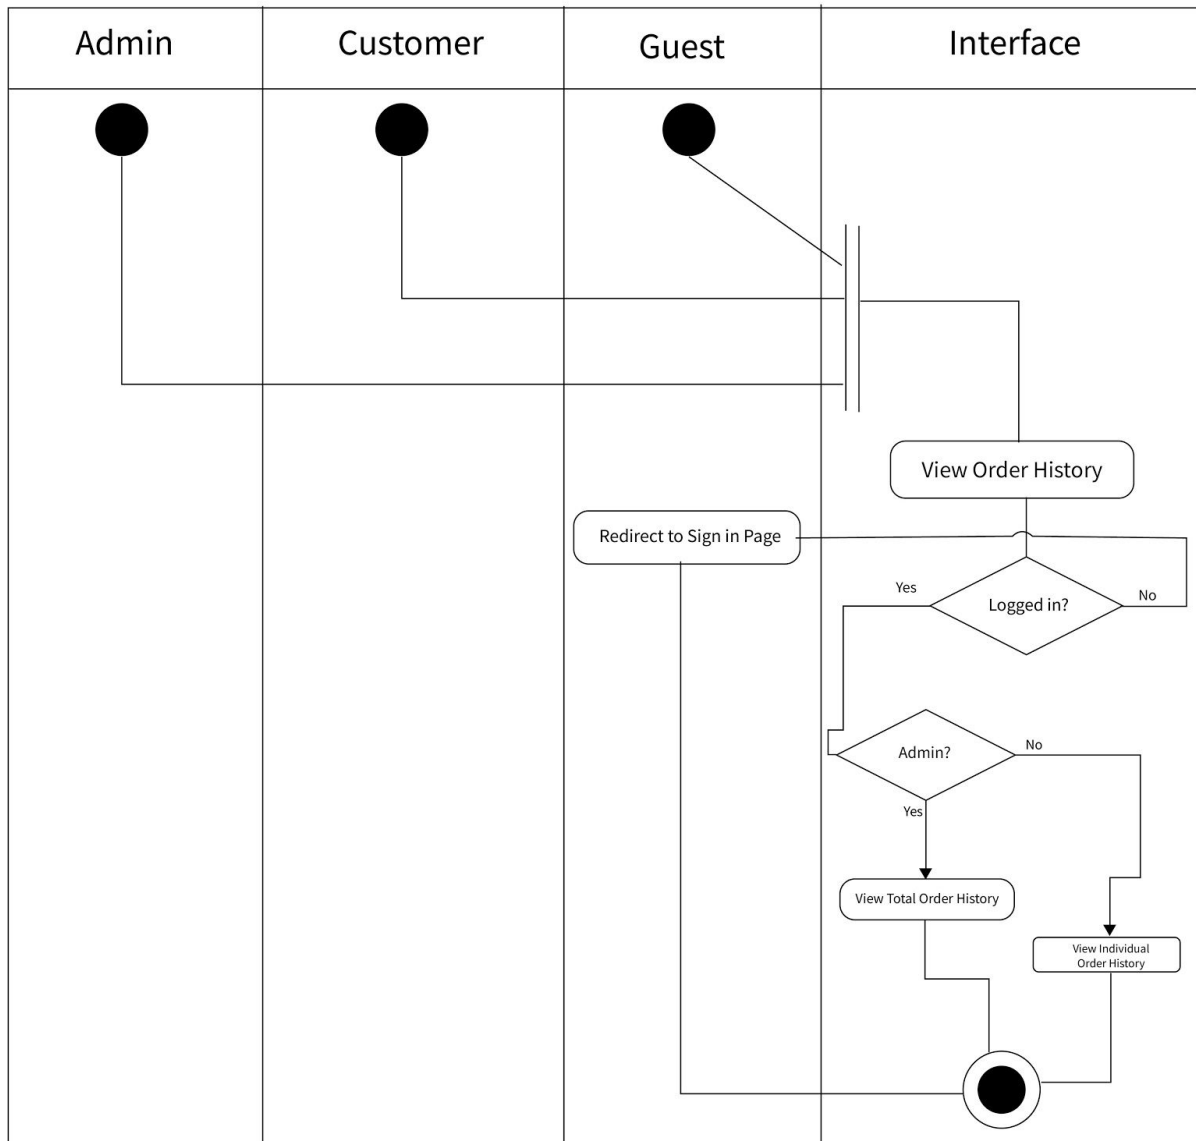 Admin
Customer
Guest
Interface
View Order History
Redirect to Sign in Page
Yes
Logged in?
No
Admin?
No
Yes
View Total Order History
View Individual
Order History